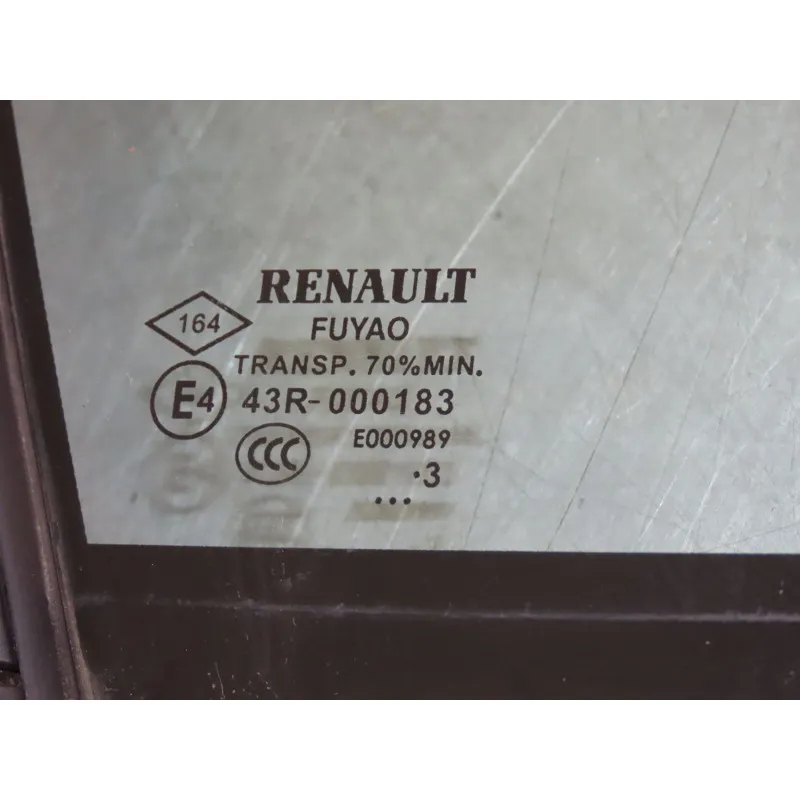 RENAULT
164
FUYAO
TRANSP. 70%MIN.
E4
43R-000183
CCC
E000989
·3
...